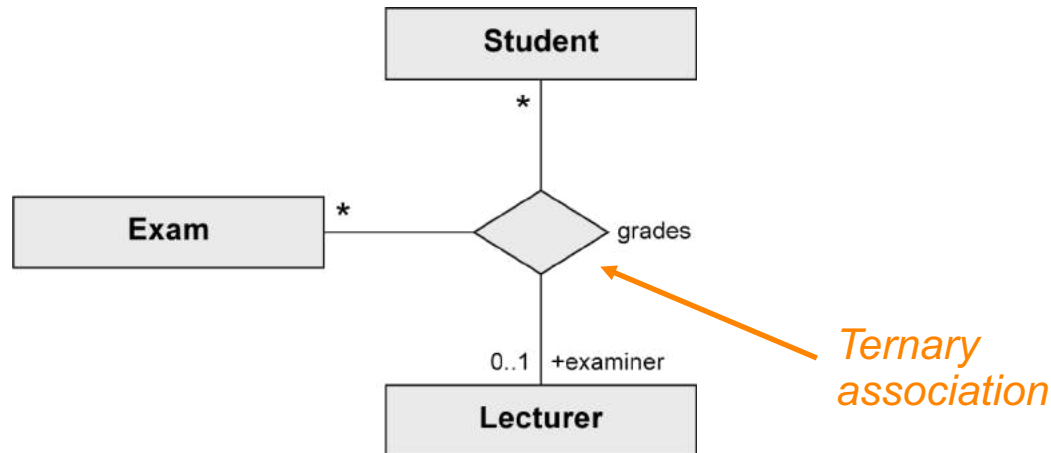 Student
*
Exam
*
grades
0..1 +examiner
Lecturer
Ternary
association